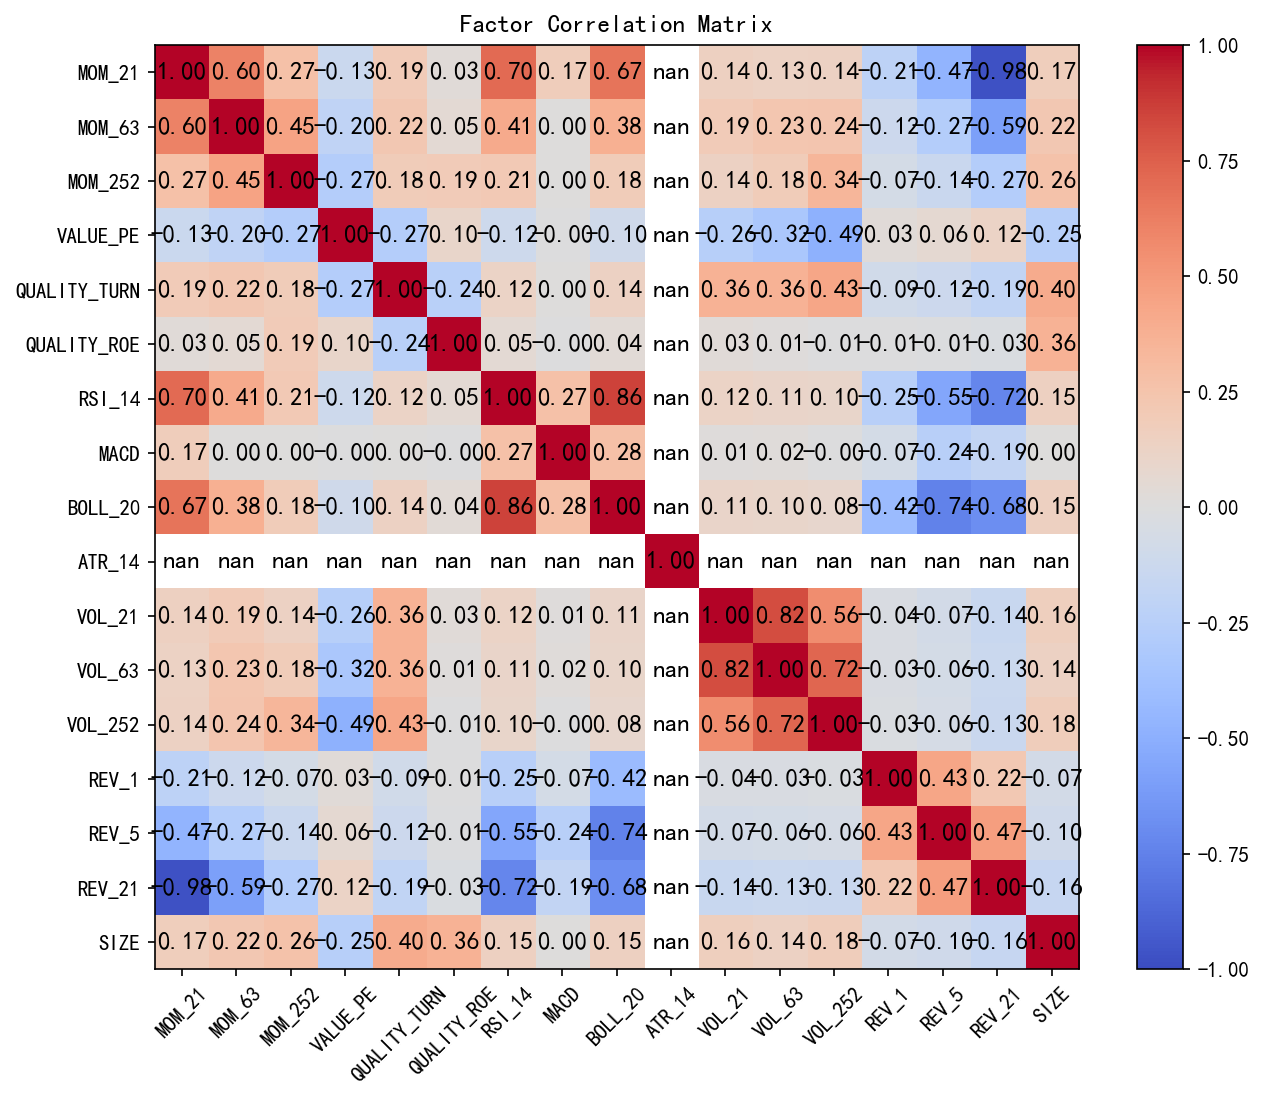 Factor Correlation Matrix
MOM_21 1.00 0.60 0.27 −0.13 0.19 0.03 0.70 0.17 0.67 nan 0.14 0.13 0.14 −0.21 −0.47 −0.98 0.17
MOM_63 0.60 1.00 0.45 −0.20 0.22 0.05 0.41 0.00 0.38 nan 0.19 0.23 0.24 −0.12 −0.27 −0.59 0.22
MOM_252 0.27 0.45 1.00 −0.27 0.18 0.19 0.21 0.00 0.18 nan 0.14 0.18 0.34 −0.07 −0.14 −0.27 0.26
VALUE_PE −0.13 −0.20 −0.27 1.00 −0.27 0.10 −0.12 −0.00 −0.10 nan −0.26 −0.32 −0.49 0.03 0.06 0.12 −0.25
QUALITY_TURN 0.19 0.22 0.18 −0.27 1.00 −0.24 0.12 0.00 0.14 nan 0.36 0.36 0.43 −0.09 −0.12 −0.19 0.40
QUALITY_ROE 0.03 0.05 0.19 0.10 −0.24 1.00 0.05 −0.00 0.04 nan 0.03 0.01 −0.01 −0.01 −0.01 −0.03 0.36
RSI_14 0.70 0.41 0.21 −0.12 0.12 0.05 1.00 0.27 0.86 nan 0.12 0.11 0.10 −0.25 −0.55 −0.72 0.15
MACD 0.17 0.00 0.00 −0.00 0.00 −0.00 0.27 1.00 0.28 nan 0.01 0.02 −0.00 −0.07 −0.24 −0.19 0.00
BOLL_20 0.67 0.38 0.18 −0.10 0.14 0.04 0.86 0.28 1.00 nan 0.11 0.10 0.08 −0.42 −0.74 −0.68 0.15
ATR_14 nan nan nan nan nan nan nan nan nan 1.00 nan nan nan nan nan nan nan
VOL_21 0.14 0.19 0.14 −0.26 0.36 0.03 0.12 0.01 0.11 nan 1.00 0.82 0.56 −0.04 −0.07 −0.14 0.16
VOL_63 0.13 0.23 0.18 −0.32 0.36 0.01 0.11 0.02 0.10 nan 0.82 1.00 0.72 −0.03 −0.06 −0.13 0.14
VOL_252 0.14 0.24 0.34 −0.49 0.43 −0.01 0.10 −0.00 0.08 nan 0.56 0.72 1.00 −0.03 −0.06 −0.13 0.18
REV_1 −0.21 −0.12 −0.07 0.03 −0.09 −0.01 −0.25 −0.07 −0.42 nan −0.04 −0.03 −0.03 1.00 0.43 0.22 −0.07
REV_5 −0.47 −0.27 −0.14 0.06 −0.12 −0.01 −0.55 −0.24 −0.74 nan −0.07 −0.06 −0.06 0.43 1.00 0.47 −0.10
REV_21 −0.98 −0.59 −0.27 0.12 −0.19 −0.03 −0.72 −0.19 −0.68 nan −0.14 −0.13 −0.13 0.22 0.47 1.00 −0.16
SIZE 0.17 0.22 0.26 −0.25 0.40 0.36 0.15 0.00 0.15 nan 0.16 0.14 0.18 −0.07 −0.10 −0.16 1.00
MOM_21 MOM_63 MOM_252 VALUE_PE QUALITY_TURN QUALITY_ROE RSI_14 MACD BOLL_20 ATR_14 VOL_21 VOL_63 VOL_252 REV_1 REV_5 REV_21 SIZE
1.00
0.75
0.50
0.25
0.00
−0.25
−0.50
−0.75
−1.00